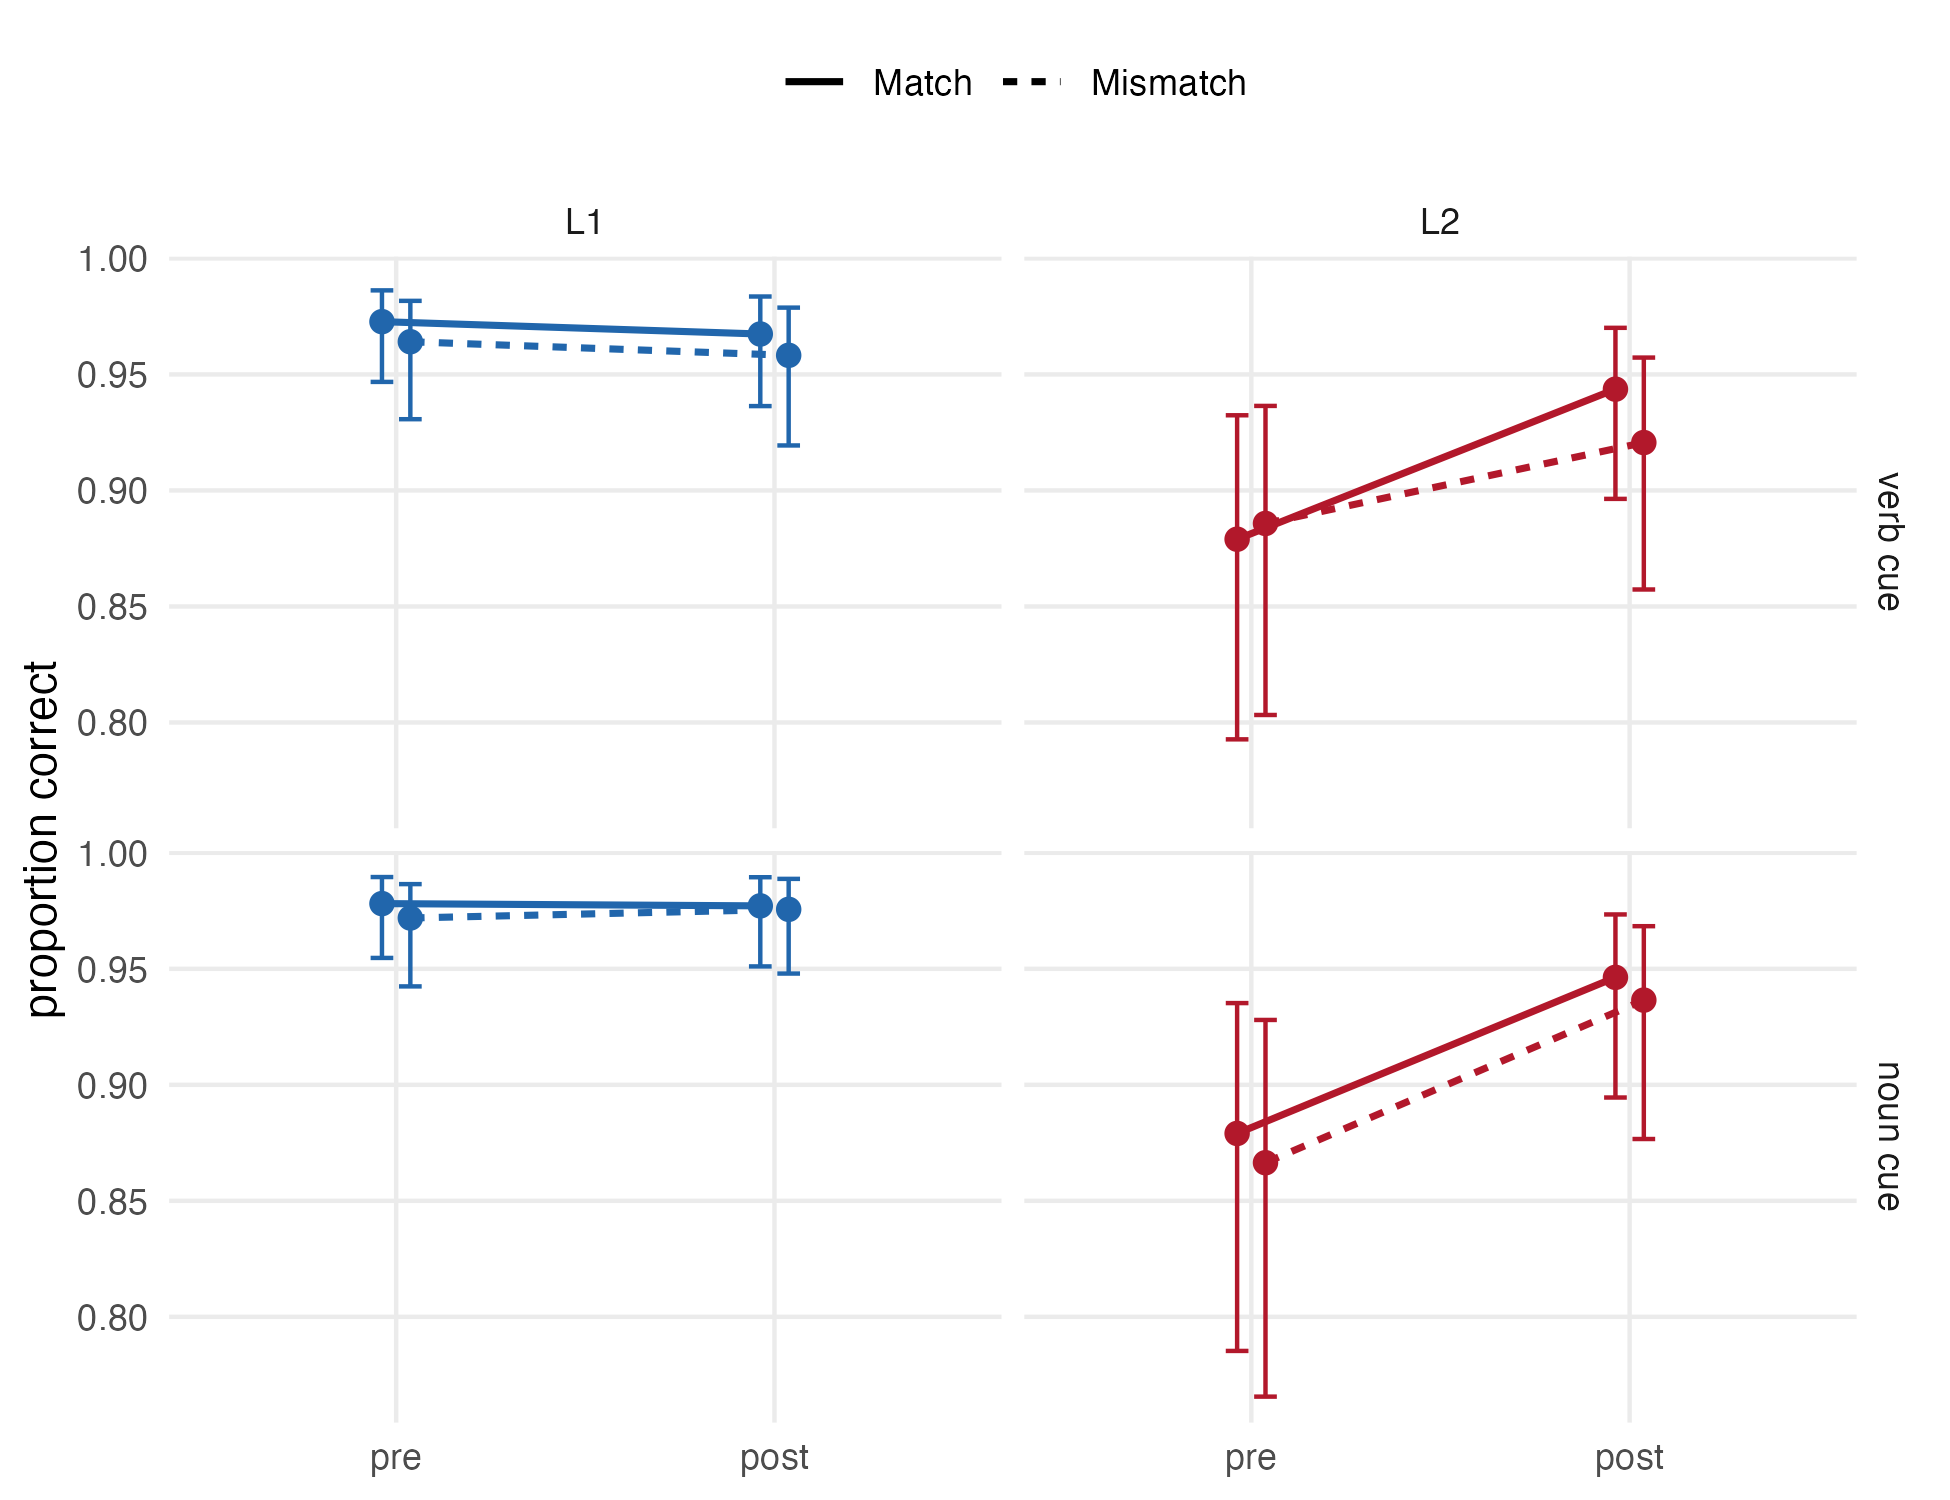 Match Mismatch
L1 L2
1.00
0.95
0.90
0.85
0.80
verb cue
proportion correct
1.00
0.95
0.90
0.85
0.80
noun cue
pre post pre post